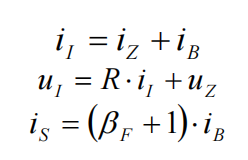 i_I = i_Z + i_B
u_I = R · i_I + u_Z
i_S = (β_F + 1) · i_B